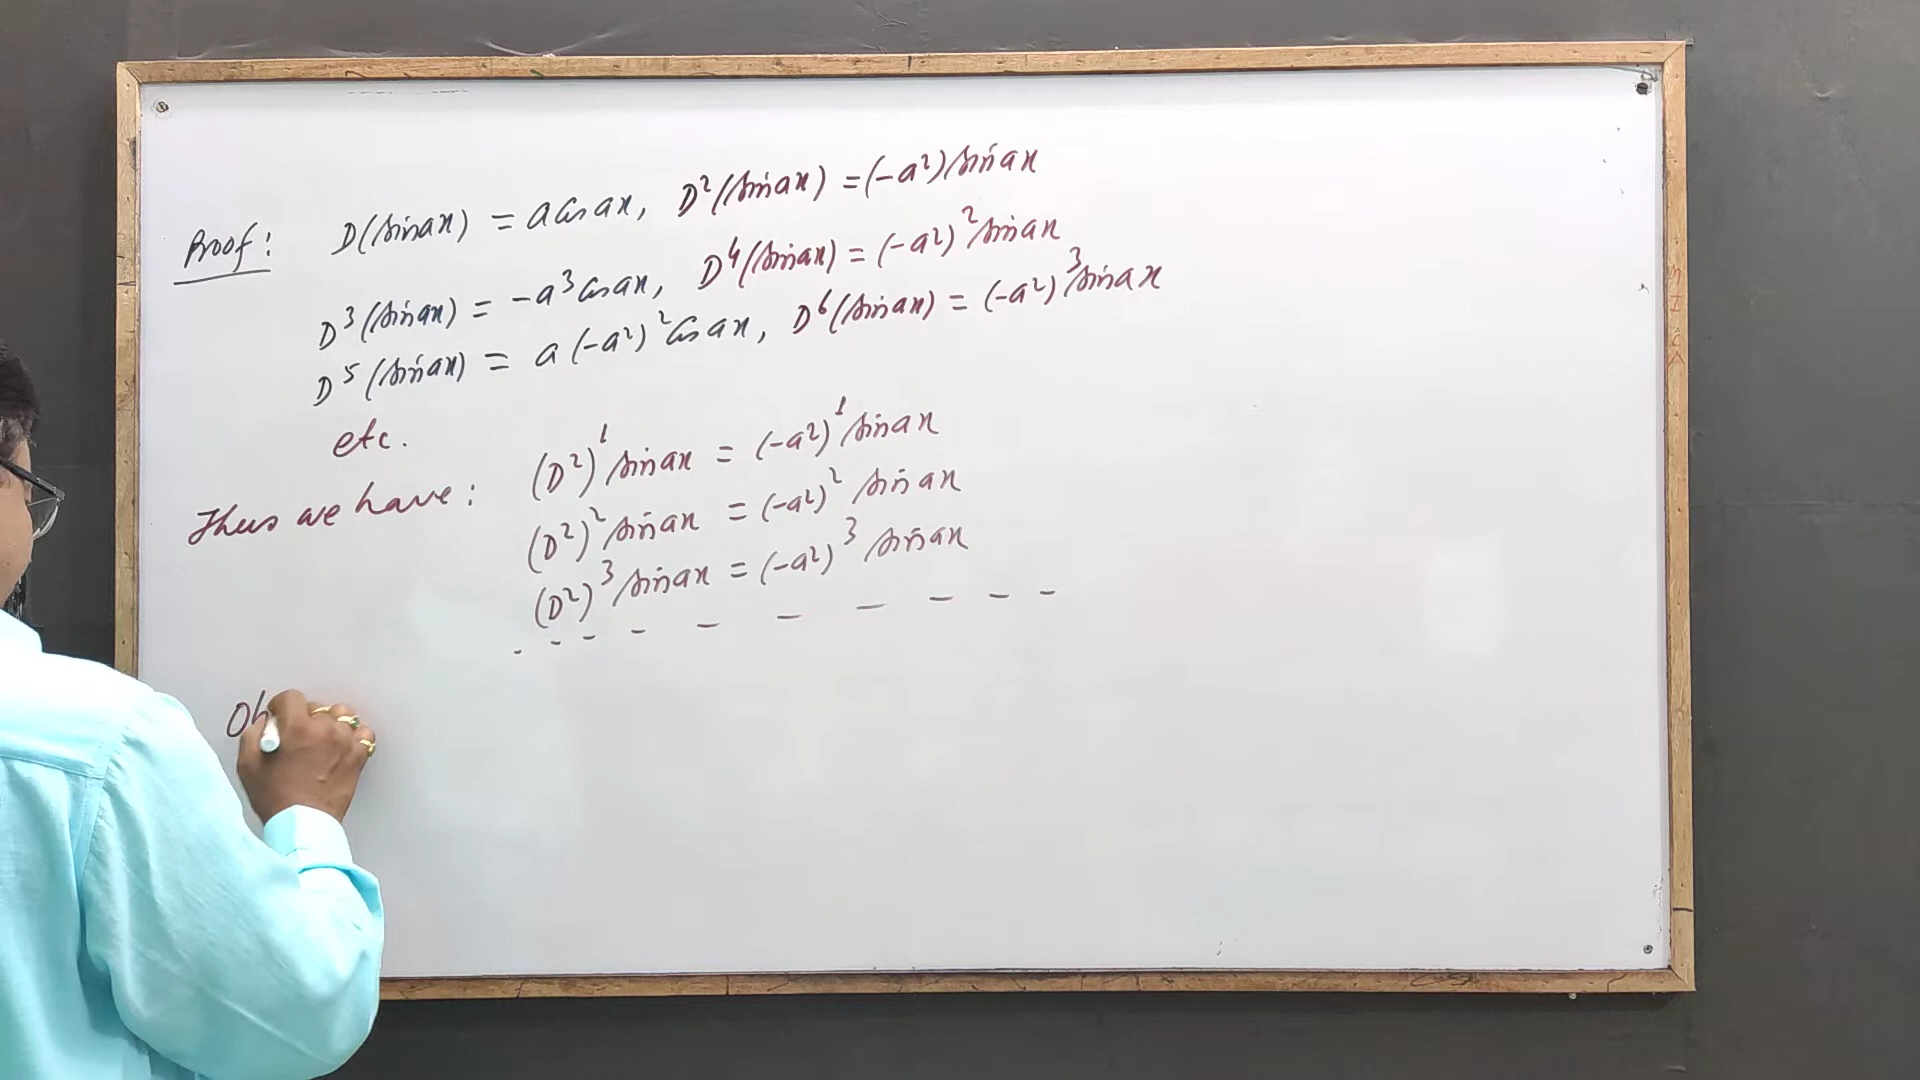 Proof: D(sin ax) = a cos ax, D²(sin ax) = (-a²) sin ax
D³(sin ax) = -a³ cos ax, D⁴(sin ax) = (-a²)² sin ax
D⁵(sin ax) = a(-a²)² cos ax, D⁶(sin ax) = (-a²)³ sin ax
etc.
Thus we have: (D²)¹ sin ax = (-a²)¹ sin ax
(D²)² sin ax = (-a²)² sin ax
(D²)³ sin ax = (-a²)³ sin ax